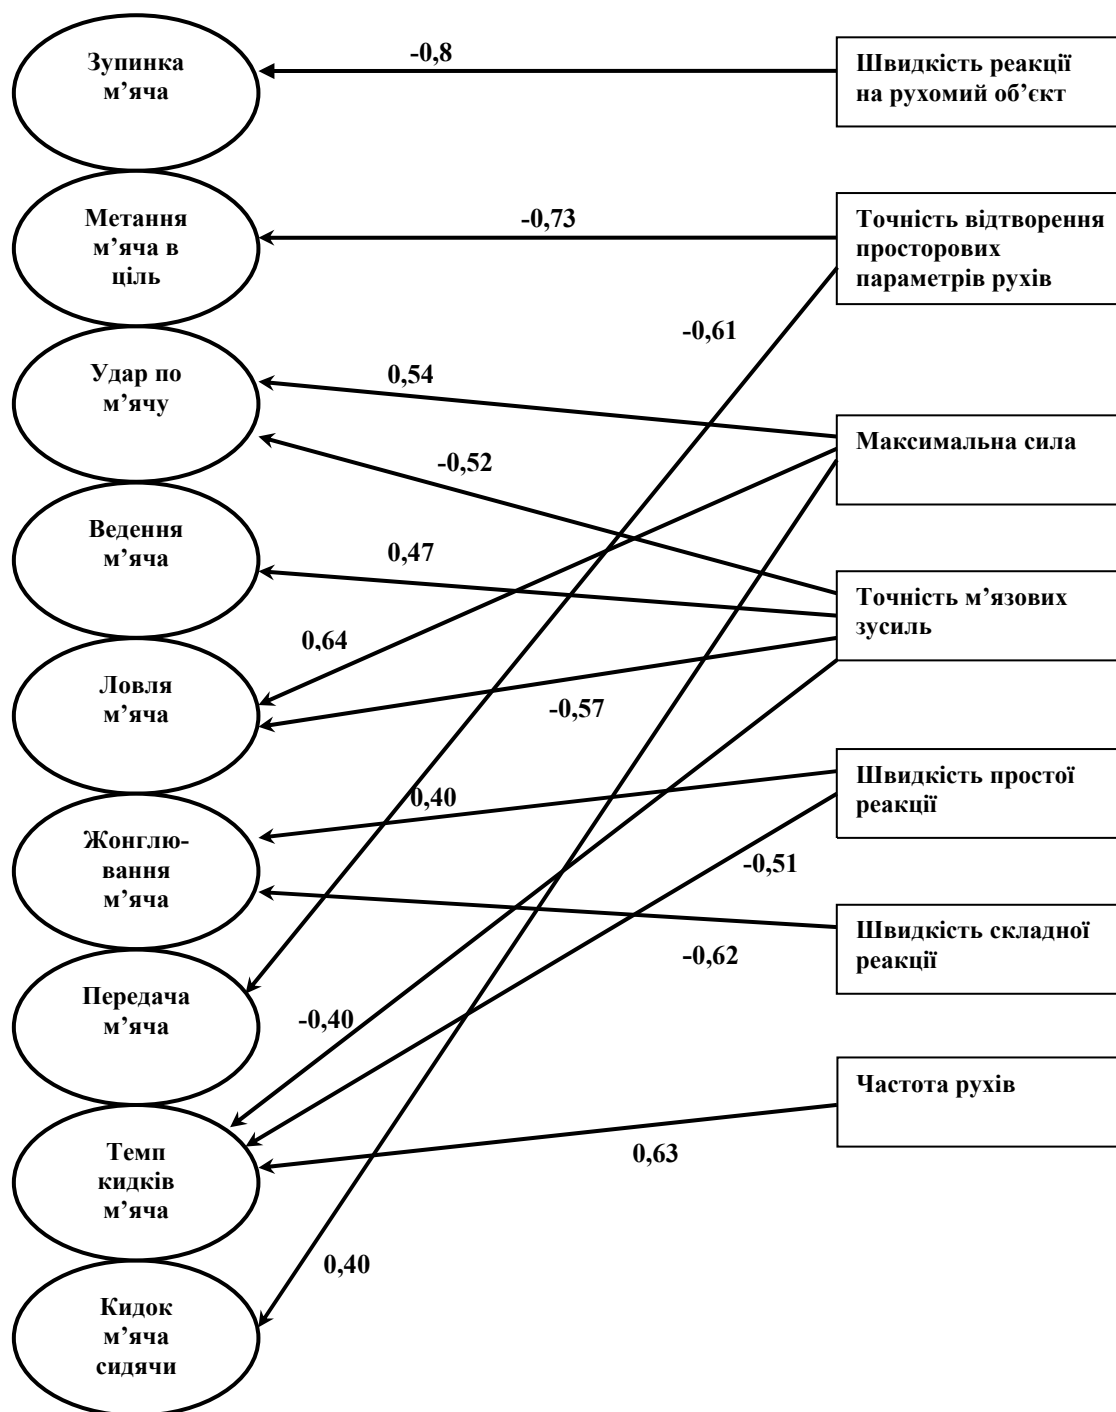 Зупинка
м’яча
-0,8
Швидкість реакції
на рухомий об’єкт
Метання
м’яча в
ціль
-0,73
Точність відтворення
просторових
параметрів рухів
-0,61
Удар по
м’ячу
0,54
-0,52
Максимальна сила
Ведення
м’яча
0,47
Точність м’язових
зусиль
Ловля
м’яча
0,64
-0,57
Жонглю-
вання
м’яча
0,40
-0,51
Швидкість простої
реакції
-0,62
Швидкість складної
реакції
Передача
м’яча
-0,40
Частота рухів
Темп
кидків
м’яча
0,63
Кидок
м’яча
сидячи
0,40